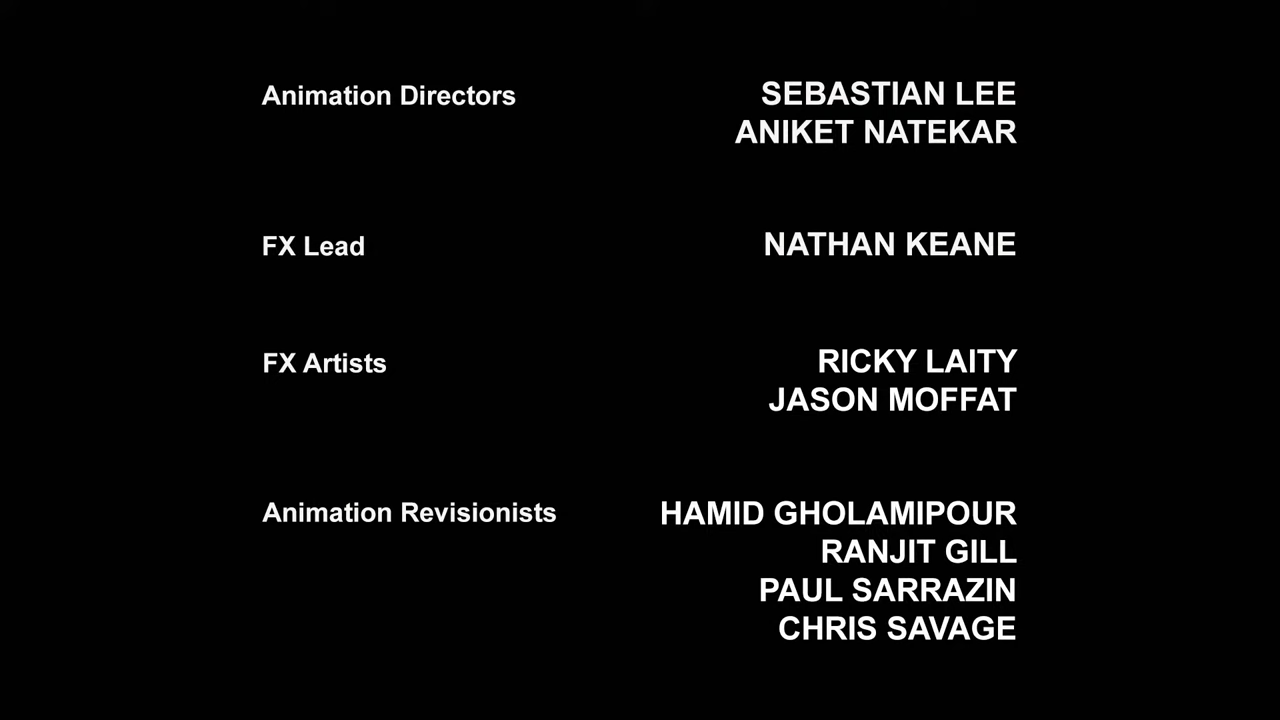 Animation Directors SEBASTIAN LEE
ANIKET NATEKAR
FX Lead NATHAN KEANE
FX Artists RICKY LAITY
JASON MOFFAT
Animation Revisionists HAMID GHOLAMIPOUR
RANJIT GILL
PAUL SARRAZIN
CHRIS SAVAGE